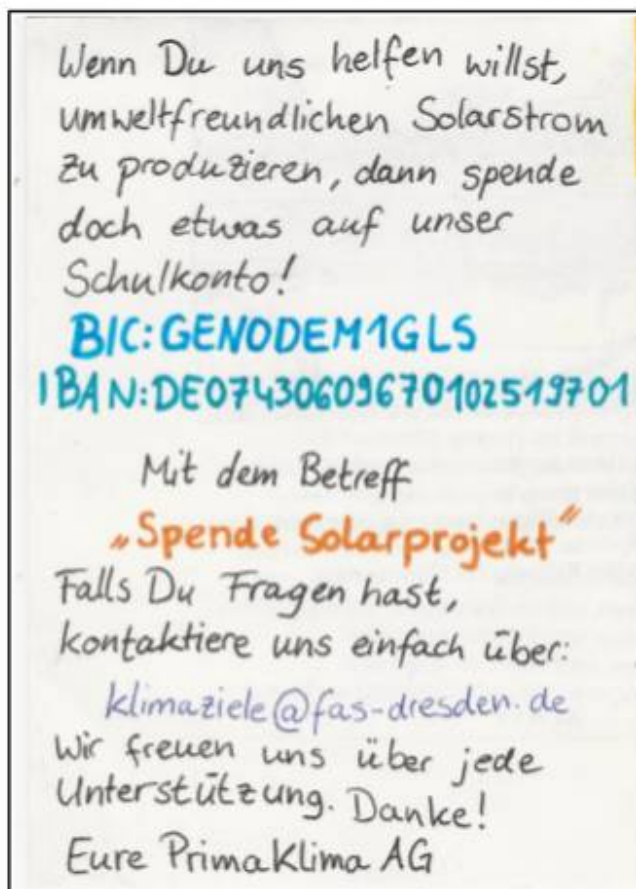 Wenn Du uns helfen willst,
umweltfreundlichen Solarstrom
zu produzieren, dann spende
doch etwas auf unser
Schulkonto!
BIC: GENODEM1GLS
IBAN: DE07430609670102519701
Mit dem Betreff
„Spende Solarprojekt"
Falls Du Fragen hast,
kontaktiere uns einfach über:
klimaziele@fas-dresden.de
Wir freuen uns über jede
Unterstützung. Danke!
Eure PrimaKlima AG